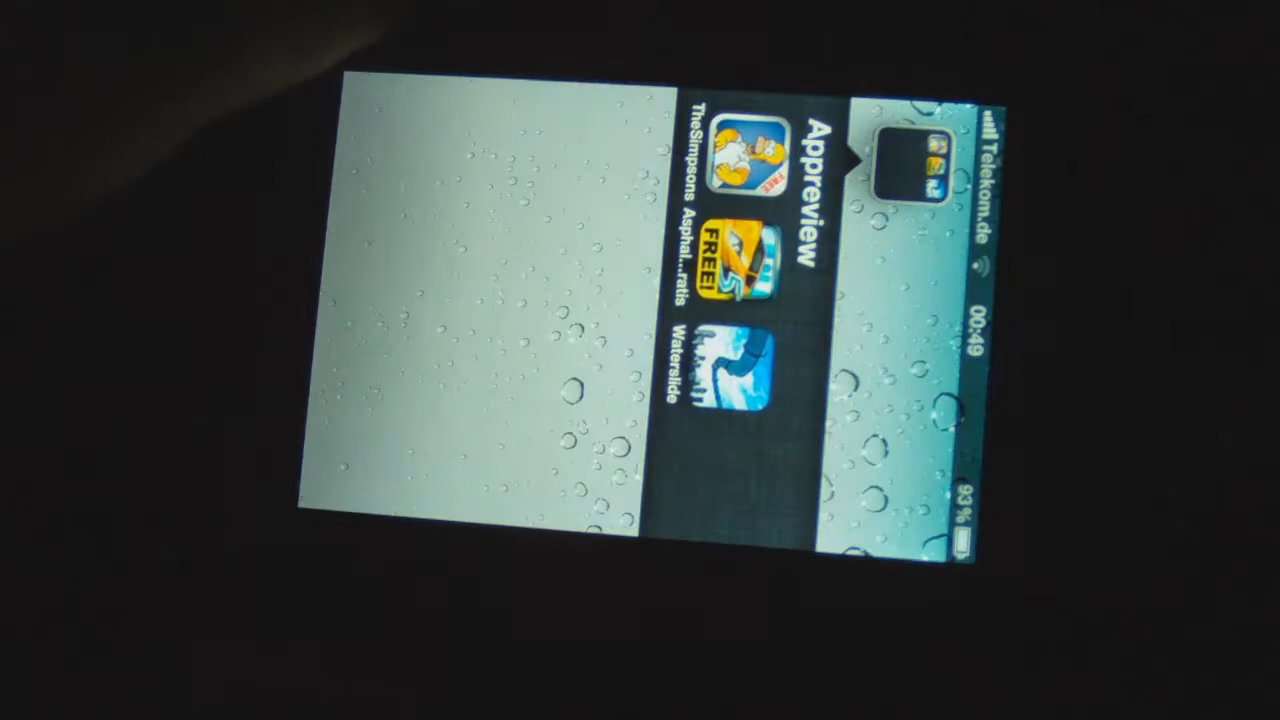 Telekom.de 00:49 93%
Appreview
FREE
FREE!
TheSimpsons Asphal...ratis Waterslide